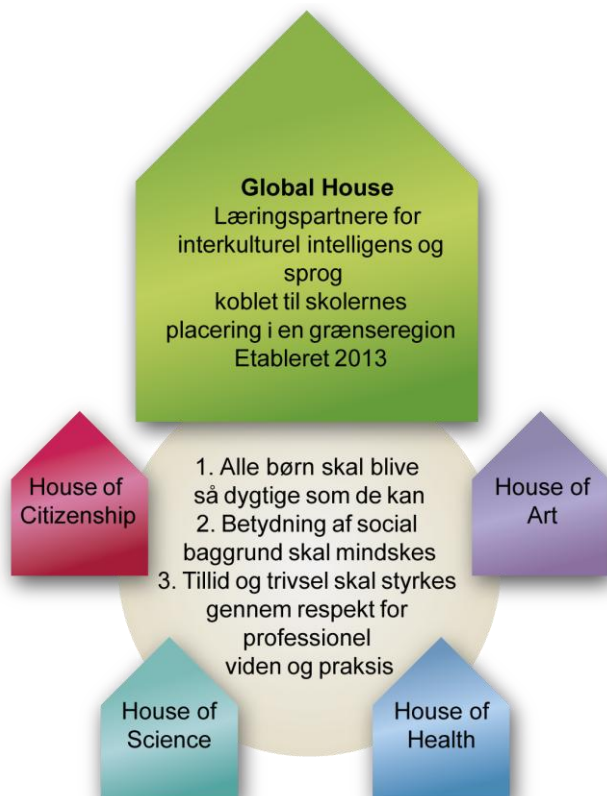 Global House
Læringspartnere for
interkulturel intelligens og
sprog
koblet til skolernes
placering i en grænseregion
Etableret 2013
House of
Citizenship
1. Alle børn skal blive
så dygtige som de kan
2. Betydning af social
baggrund skal mindskes
3. Tillid og trivsel skal styrkes
gennem respekt for
professionel
viden og praksis
House of
Art
House of
Science
House of
Health